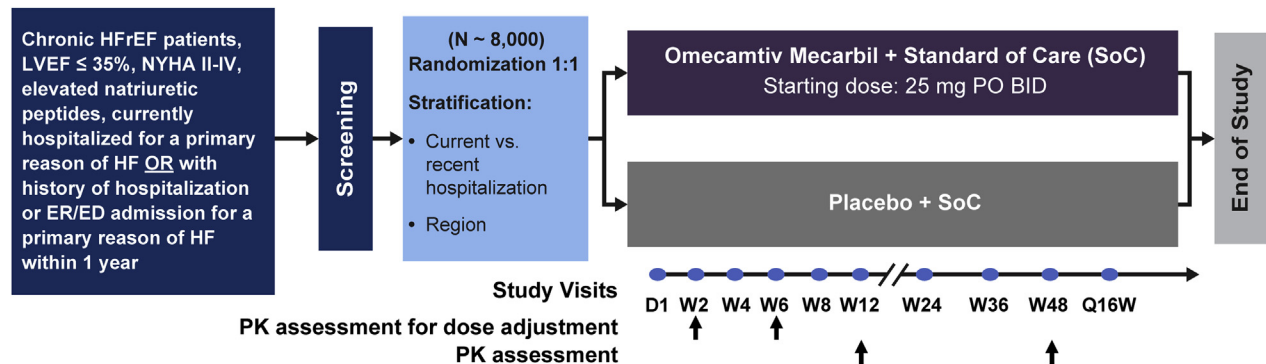 Chronic HFrEF patients,
LVEF ≤ 35%, NYHA II-IV,
elevated natriuretic
peptides, currently
hospitalized for a primary
reason of HF OR with
history of hospitalization
or ER/ED admission for a
primary reason of HF
within 1 year
Screening
(N ~ 8,000)
Randomization 1:1
Stratification:
• Current vs.
recent
hospitalization
• Region
Omecamtiv Mecarbil + Standard of Care (SoC)
Starting dose: 25 mg PO BID
Placebo + SoC
End of Study
Study Visits
D1 W2 W4 W6 W8 W12 W24 W36 W48 Q16W
PK assessment for dose adjustment
PK assessment